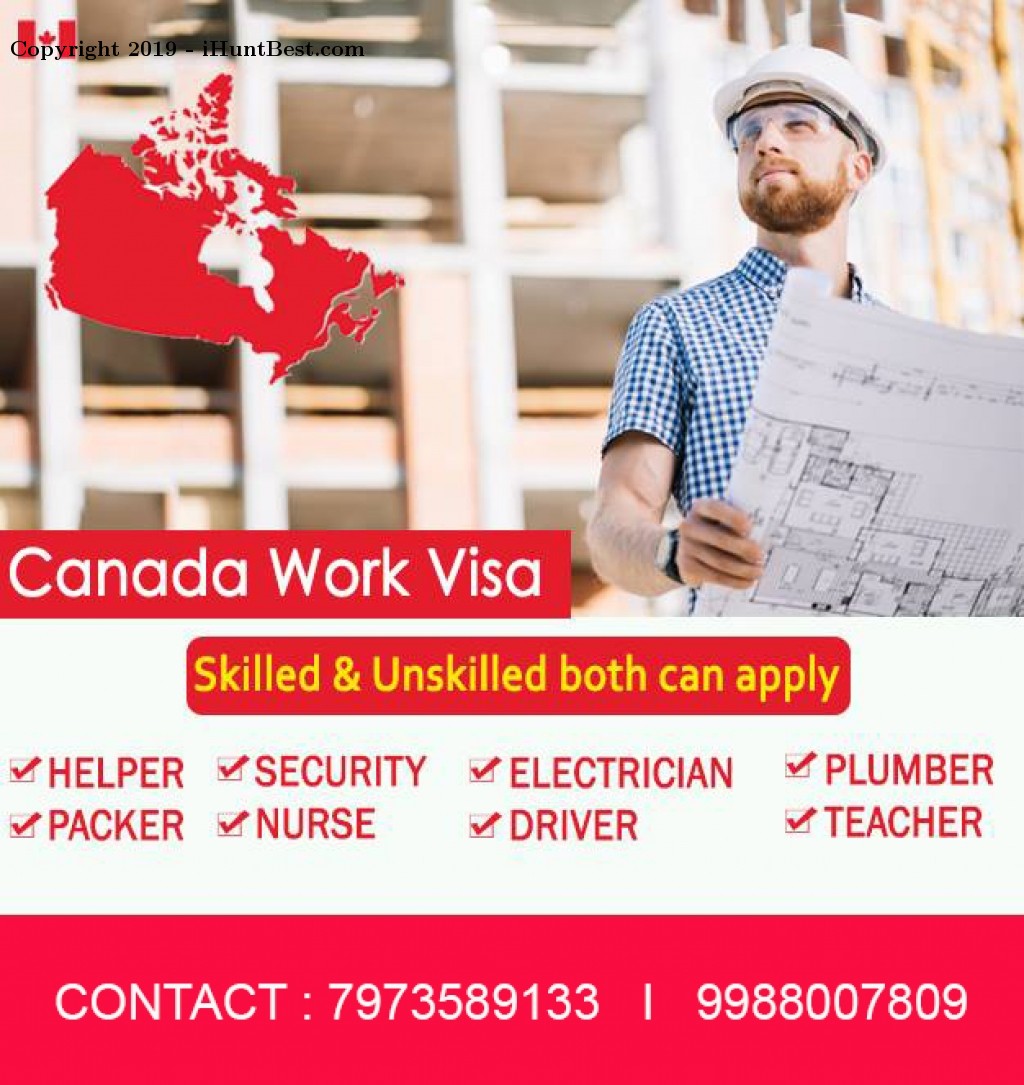 Copyright 2019 - iHuntBest.com
Canada Work Visa
Skilled & Unskilled both can apply
HELPER SECURITY ELECTRICIAN PLUMBER
PACKER NURSE DRIVER TEACHER
CONTACT : 7973589133 I 9988007809